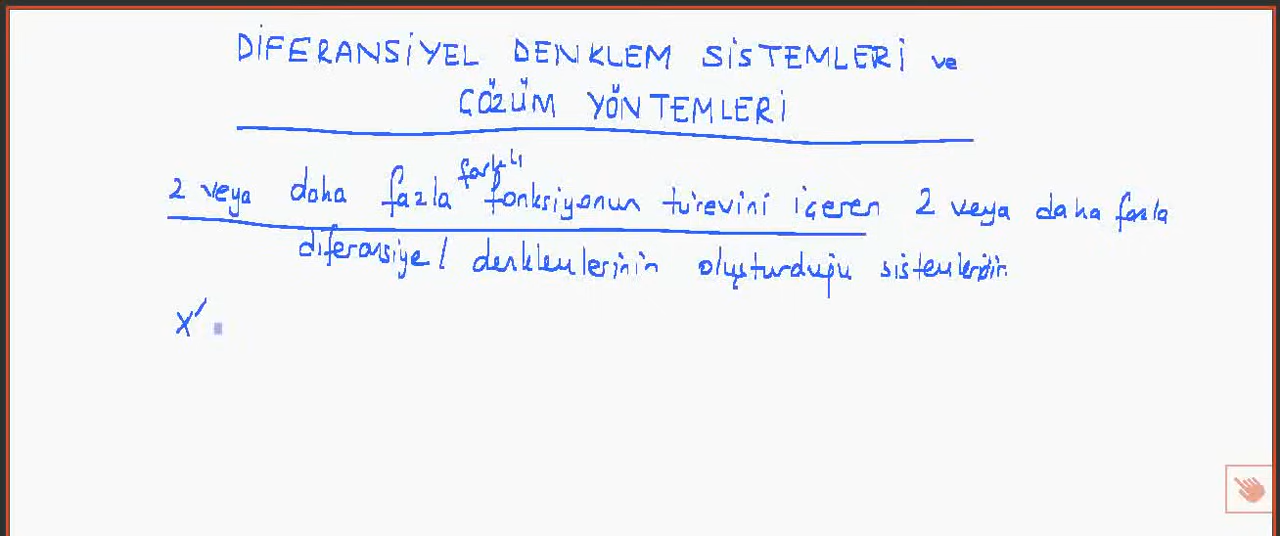 DİFERANSİYEL DENKLEM SİSTEMLERİ ve
ÇÖZÜM YÖNTEMLERİ
2 veya daha fazla farklı fonksiyonun türevini içeren 2 veya daha fazla
diferansiyel denklemlerinin oluşturduğu sistemlerdir.
x'